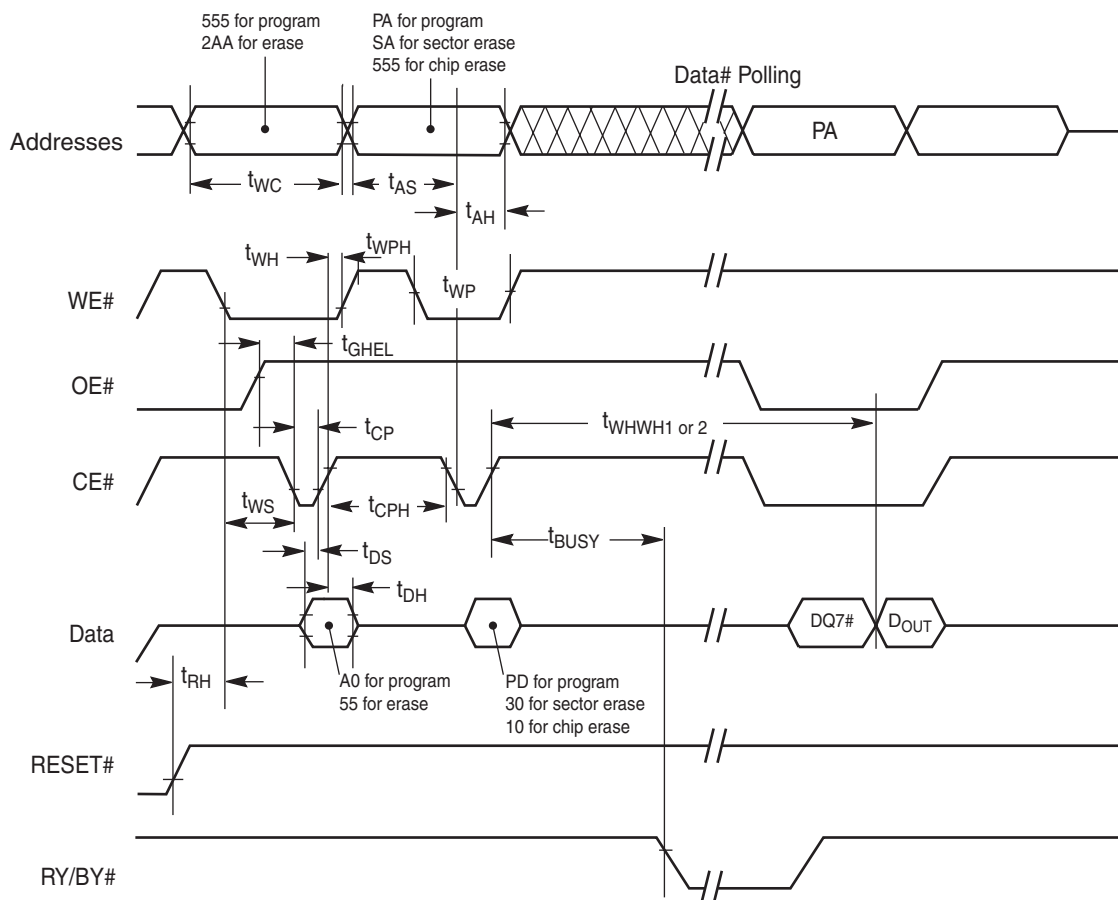 555 for program
2AA for erase
PA for program
SA for sector erase
555 for chip erase
Data# Polling
Addresses
PA
tWC
tAS
tAH
tWH
tWPH
WE#
tWP
tGHEL
OE#
tCP
tWHWH1 or 2
CE#
tWS
tCPH
tBUSY
tDS
tDH
Data
DQ7#
DOUT
tRH
A0 for program
55 for erase
PD for program
30 for sector erase
10 for chip erase
RESET#
RY/BY#